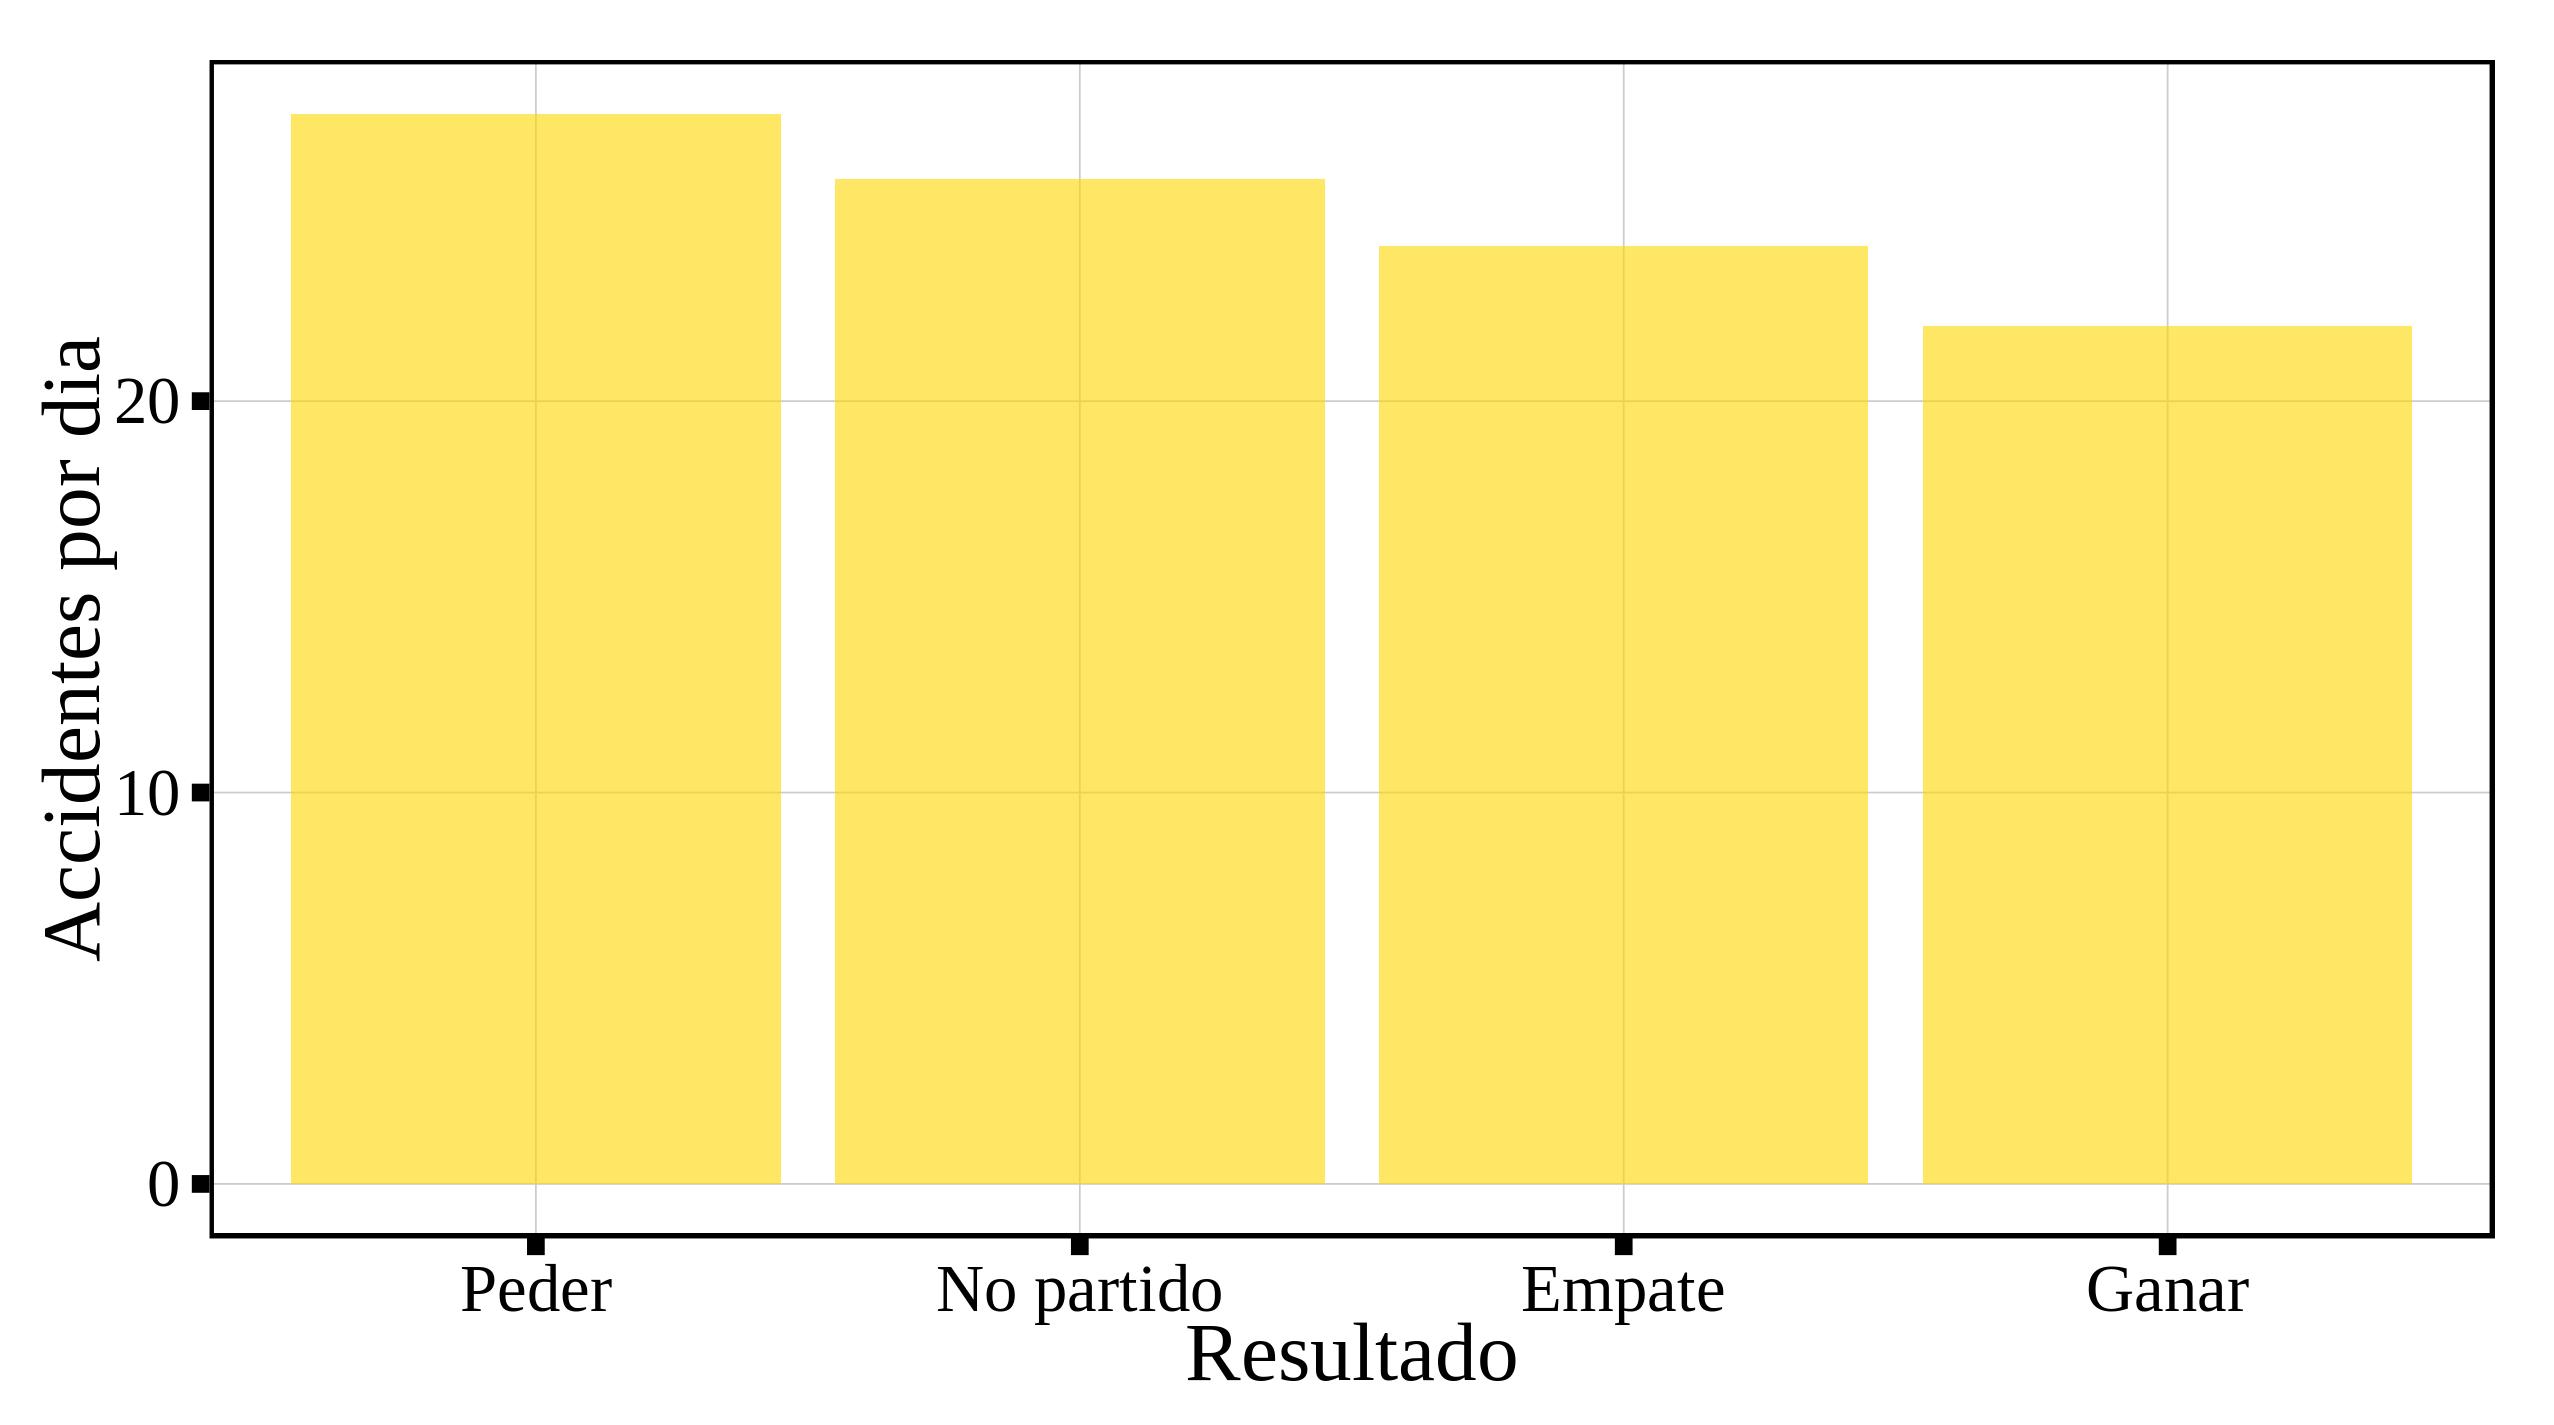 Accidentes por dia
20
10
0
Peder
No partido
Empate
Ganar
Resultado